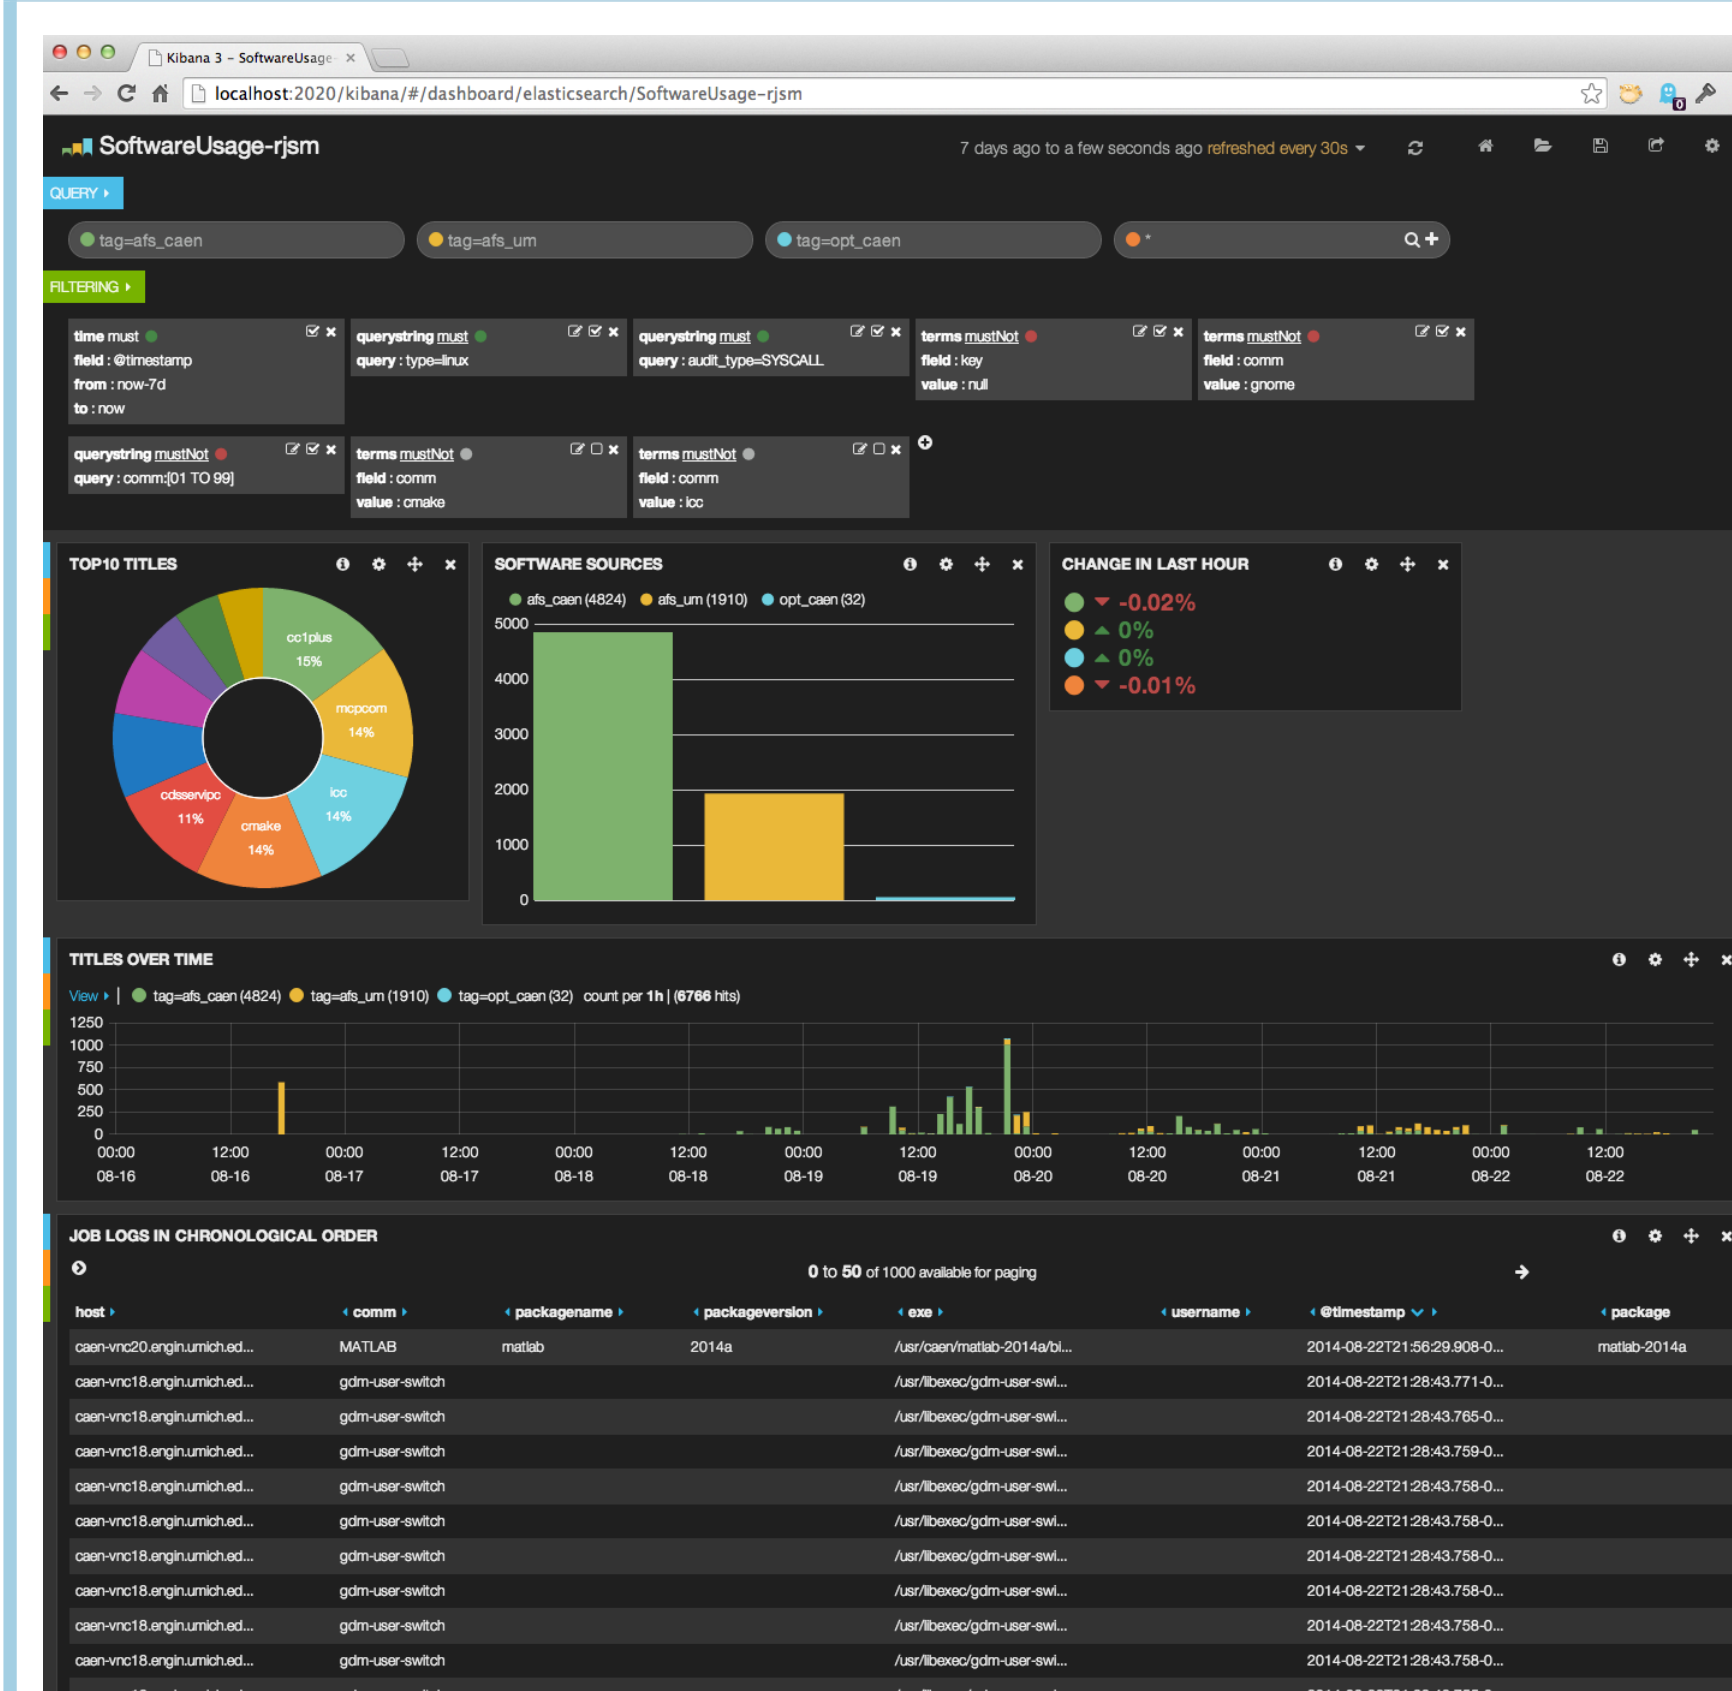 Kibana 3 – SoftwareUsage-
localhost:2020/kibana/#/dashboard/elasticsearch/SoftwareUsage-rjsm
0
SoftwareUsage-rjsm
7 days ago to a few seconds ago refreshed every 30s
QUERY
tag=afs_caen tag=afs_um tag=opt_caen *
FILTERING
time must
field : @timestamp
from : now-7d
to : now
querystring must
query : type=linux
querystring must
query : audit_type=SYSCALL
terms mustNot
field : key
value : null
terms mustNot
field : comm
value : gnome
querystring mustNot
query : comm:[01 TO 99]
terms mustNot
field : comm
value : cmake
terms mustNot
field : comm
value : icc
TOP10 TITLES
cc1plus
15%
mcpcom
14%
icc
14%
cmake
14%
cdsservipc
11%
SOFTWARE SOURCES
afs_caen (4824) afs_um (1910) opt_caen (32)
5000
4000
3000
2000
1000
0
CHANGE IN LAST HOUR
-0.02%
0%
0%
-0.01%
TITLES OVER TIME
View | tag=afs_caen (4824) tag=afs_um (1910) tag=opt_caen (32) count per 1h | (6766 hits)
1250
1000
750
500
250
0
00:00 12:00 00:00 12:00 00:00 12:00 00:00 12:00 00:00 12:00 00:00 12:00 00:00 12:00
08-16 08-16 08-17 08-17 08-18 08-18 08-19 08-19 08-20 08-20 08-21 08-21 08-22 08-22
JOB LOGS IN CHRONOLOGICAL ORDER
0 to 50 of 1000 available for paging
host comm packagename packageversion exe username @timestamp package
caen-vnc20.engin.umich.ed... MATLAB matlab 2014a /usr/caen/matlab-2014a/bi... 2014-08-22T21:56:29.908-0... matlab-2014a
caen-vnc18.engin.umich.ed... gdm-user-switch /usr/libexec/gdm-user-swi... 2014-08-22T21:28:43.771-0...
caen-vnc18.engin.umich.ed... gdm-user-switch /usr/libexec/gdm-user-swi... 2014-08-22T21:28:43.765-0...
caen-vnc18.engin.umich.ed... gdm-user-switch /usr/libexec/gdm-user-swi... 2014-08-22T21:28:43.759-0...
caen-vnc18.engin.umich.ed... gdm-user-switch /usr/libexec/gdm-user-swi... 2014-08-22T21:28:43.758-0...
caen-vnc18.engin.umich.ed... gdm-user-switch /usr/libexec/gdm-user-swi... 2014-08-22T21:28:43.758-0...
caen-vnc18.engin.umich.ed... gdm-user-switch /usr/libexec/gdm-user-swi... 2014-08-22T21:28:43.758-0...
caen-vnc18.engin.umich.ed... gdm-user-switch /usr/libexec/gdm-user-swi... 2014-08-22T21:28:43.758-0...
caen-vnc18.engin.umich.ed... gdm-user-switch /usr/libexec/gdm-user-swi... 2014-08-22T21:28:43.758-0...
caen-vnc18.engin.umich.ed... gdm-user-switch /usr/libexec/gdm-user-swi... 2014-08-22T21:28:43.758-0...